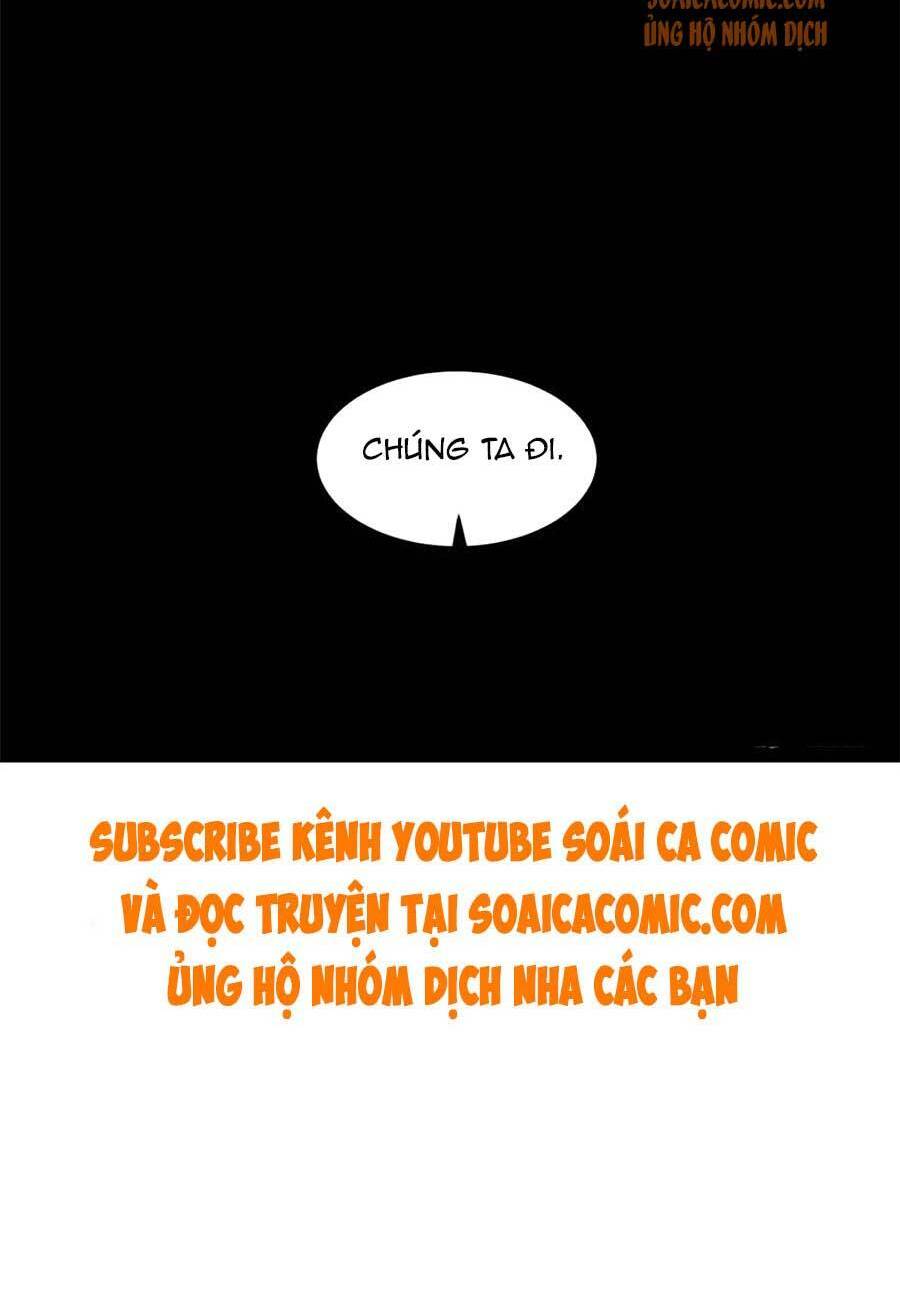 SOAICACOMIC.COM
ỦNG HỘ NHÓM DỊCH
CHÚNG TA ĐI.
SUBSCRIBE KÊNH YOUTUBE SOÁI CA COMIC
VÀ ĐỌC TRUYỆN TẠI SOAICACOMIC.COM
ỦNG HỘ NHÓM DỊCH NHA CÁC BẠN